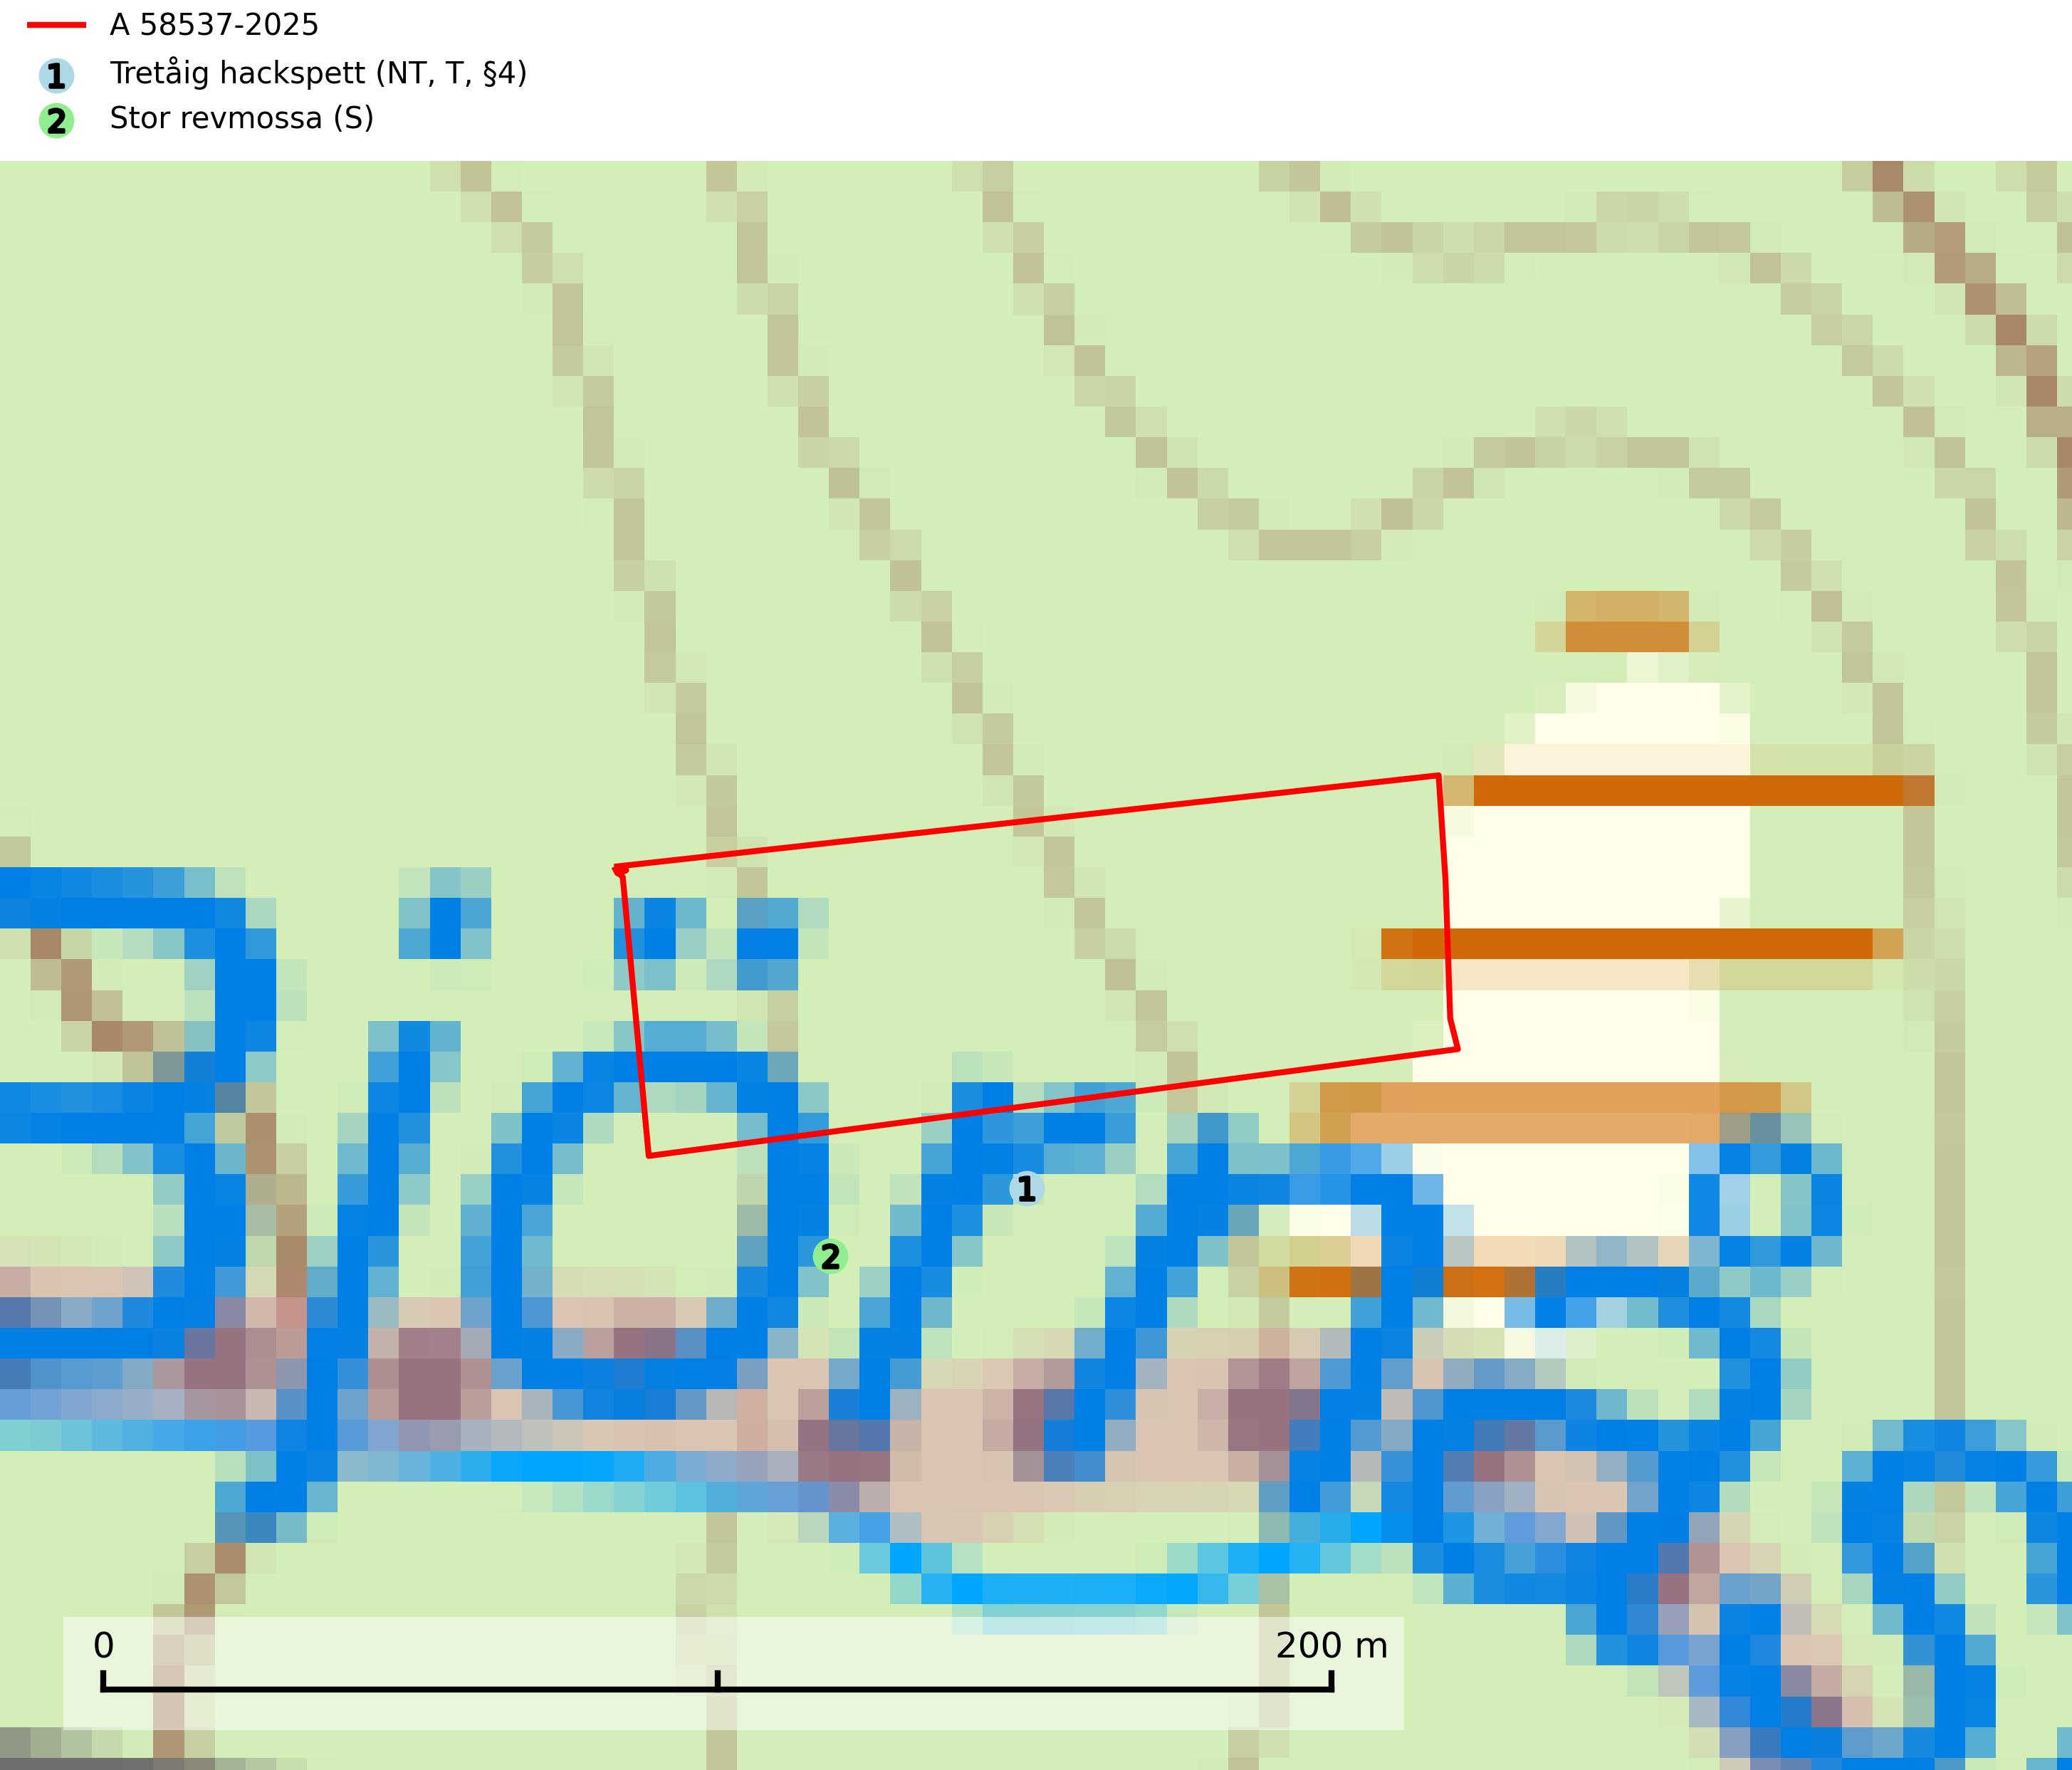 A 58537-2025
1 Tretåig hackspett (NT, T, §4)
2 Stor revmossa (S)
1
2
0 200 m